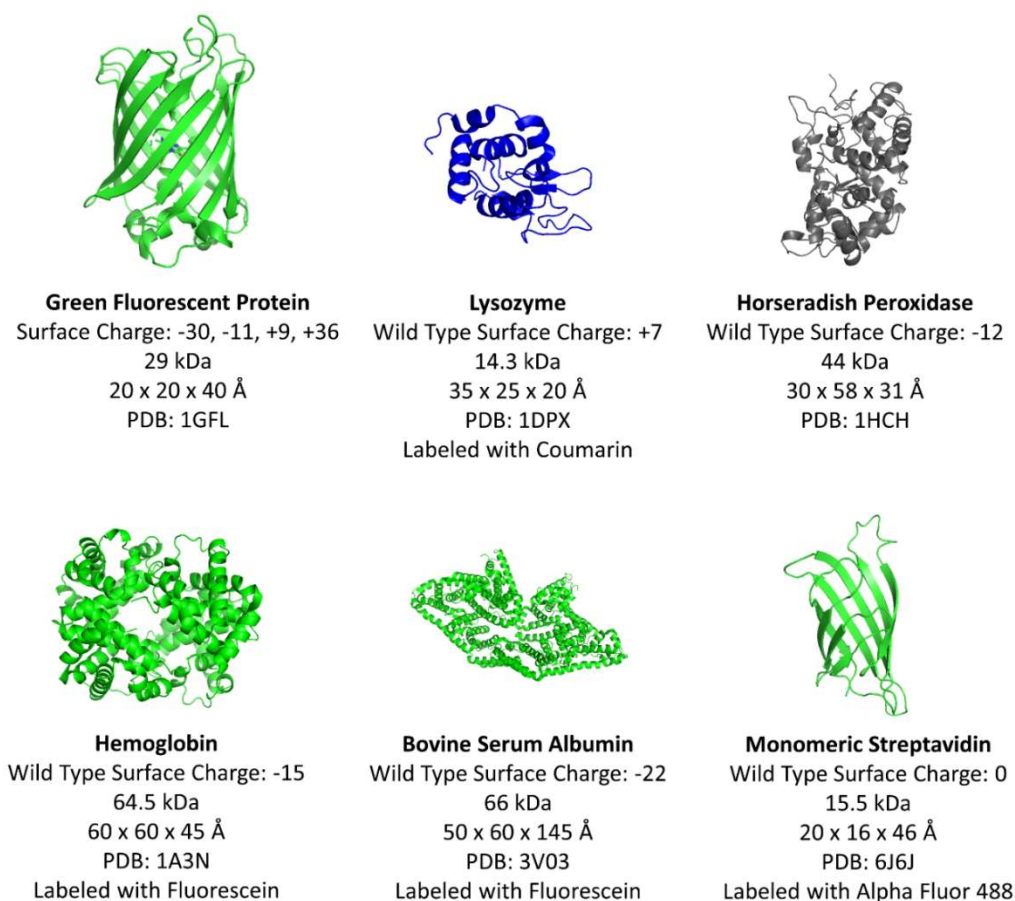 Green Fluorescent Protein
Surface Charge: -30, -11, +9, +36
29 kDa
20 x 20 x 40 Å
PDB: 1GFL
Lysozyme
Wild Type Surface Charge: +7
14.3 kDa
35 x 25 x 20 Å
PDB: 1DPX
Labeled with Coumarin
Horseradish Peroxidase
Wild Type Surface Charge: -12
44 kDa
30 x 58 x 31 Å
PDB: 1HCH
Hemoglobin
Wild Type Surface Charge: -15
64.5 kDa
60 x 60 x 45 Å
PDB: 1A3N
Labeled with Fluorescein
Bovine Serum Albumin
Wild Type Surface Charge: -22
66 kDa
50 x 60 x 145 Å
PDB: 3V03
Labeled with Fluorescein
Monomeric Streptavidin
Wild Type Surface Charge: 0
15.5 kDa
20 x 16 x 46 Å
PDB: 6J6J
Labeled with Alpha Fluor 488